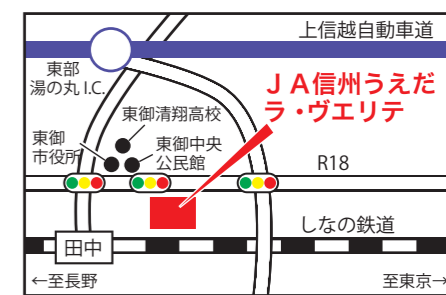 上信越自動車道
東部
湯の丸 I.C.
JA信州うえだ
ラ・ヴェリテ
東御清翔高校
東御
市役所
東御中央
公民館
R18
しなの鉄道
田中
←至長野
至東京→